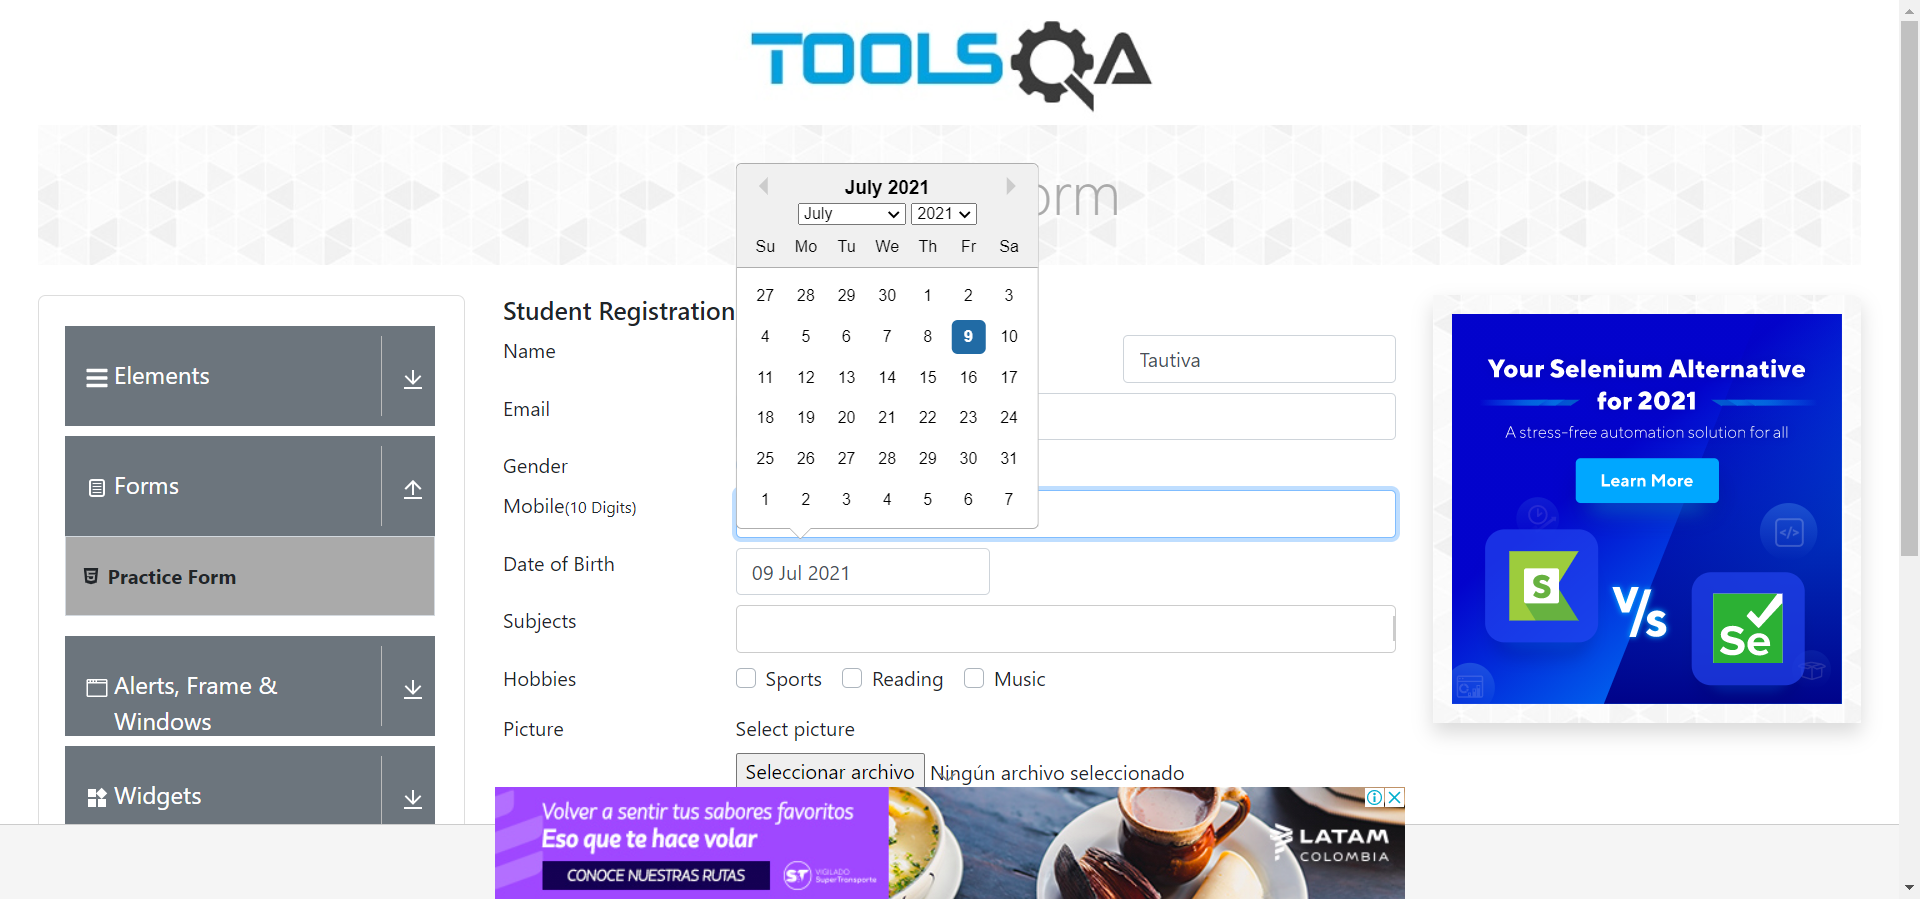 TOOLSQA
orm
July 2021
July 2021
Su Mo Tu We Th Fr Sa
27 28 29 30 1 2 3
4 5 6 7 8 9 10
11 12 13 14 15 16 17
18 19 20 21 22 23 24
25 26 27 28 29 30 31
1 2 3 4 5 6 7
Elements
Forms
Practice Form
Alerts, Frame &
Windows
Widgets
Student Registration
Name
Tautiva
Email
Gender
Mobile(10 Digits)
Date of Birth
09 Jul 2021
Subjects
Hobbies
Sports Reading Music
Picture
Select picture
Seleccionar archivo Ningún archivo seleccionado
Your Selenium Alternative
for 2021
A stress-free automation solution for all
Learn More
</>
S
V/s
Se
Volver a sentir tus sabores favoritos
Eso que te hace volar
CONOCE NUESTRAS RUTAS
ST
VIGILADO
SuperTransporte
LATAM
COLOMBIA